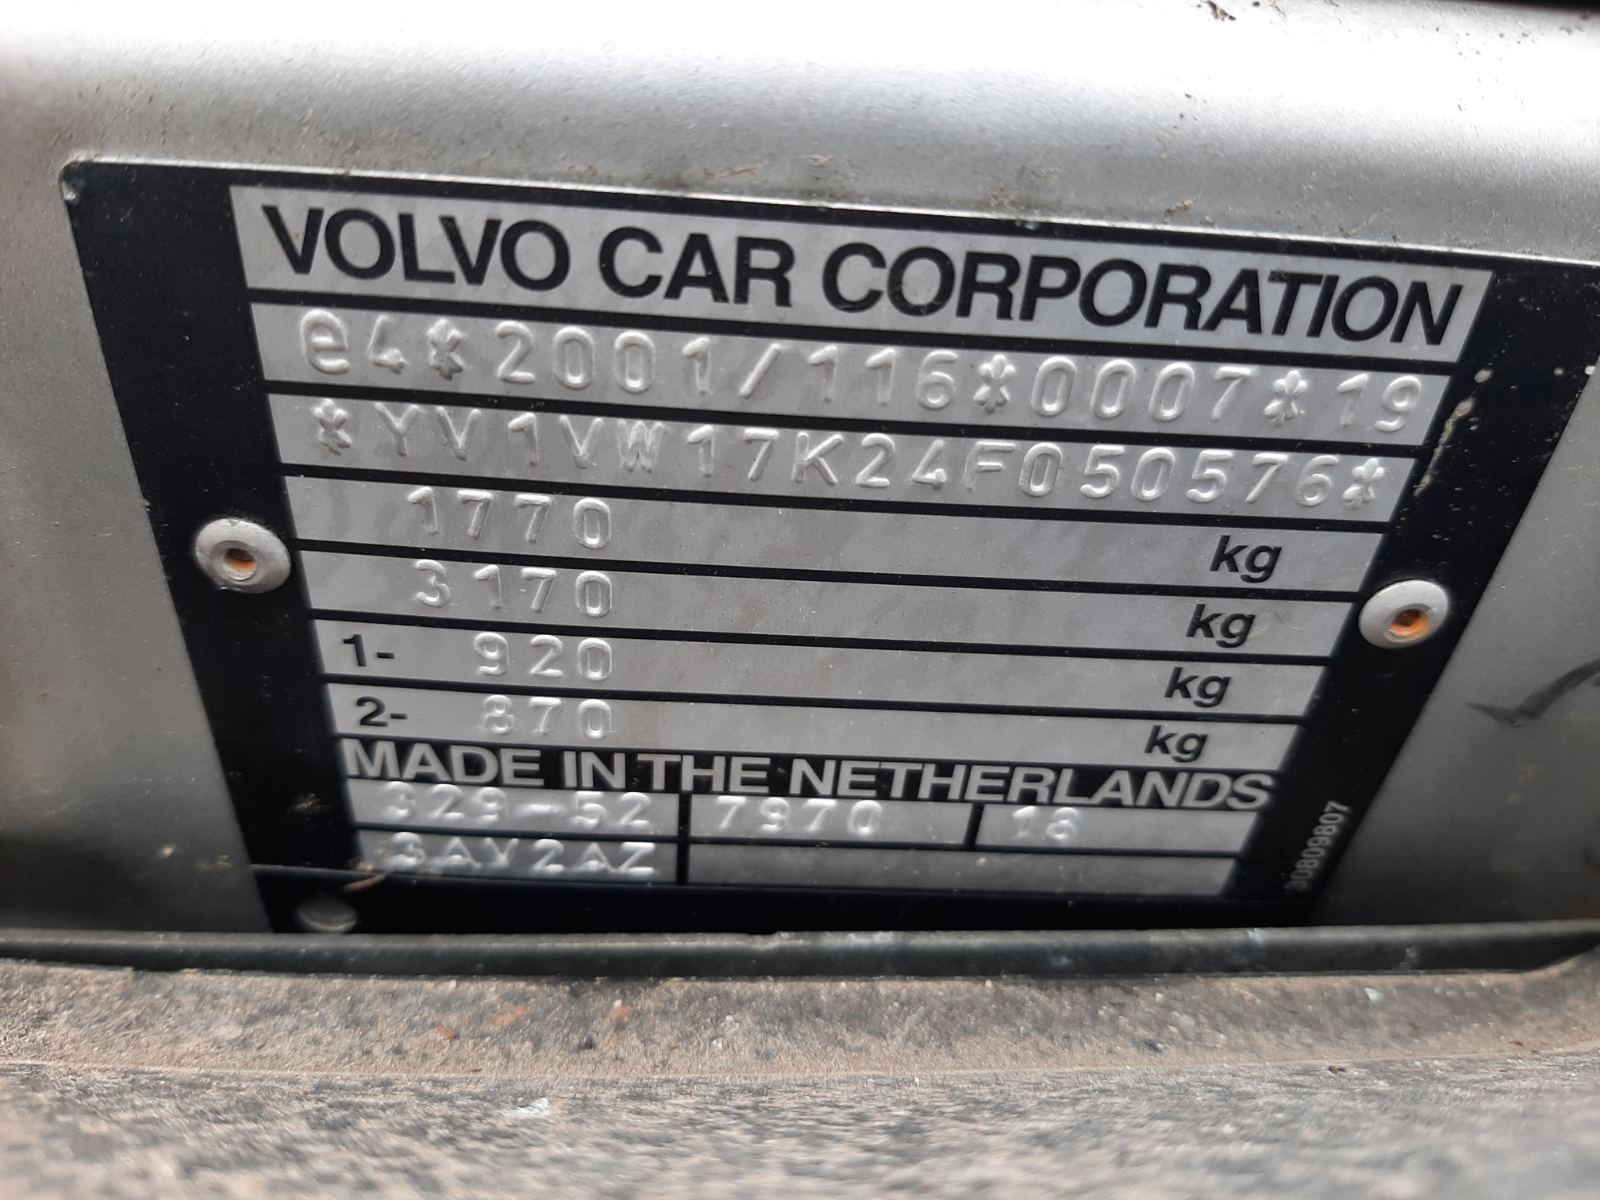 VOLVO CAR CORPORATION
e4*2001/116*0007*19
*YV1VW17K24F050576*
1770 kg
3170 kg
1- 920 kg
2- 870 kg
MADE IN THE NETHERLANDS
329-52 7970 18
3AV2AZ
30809807